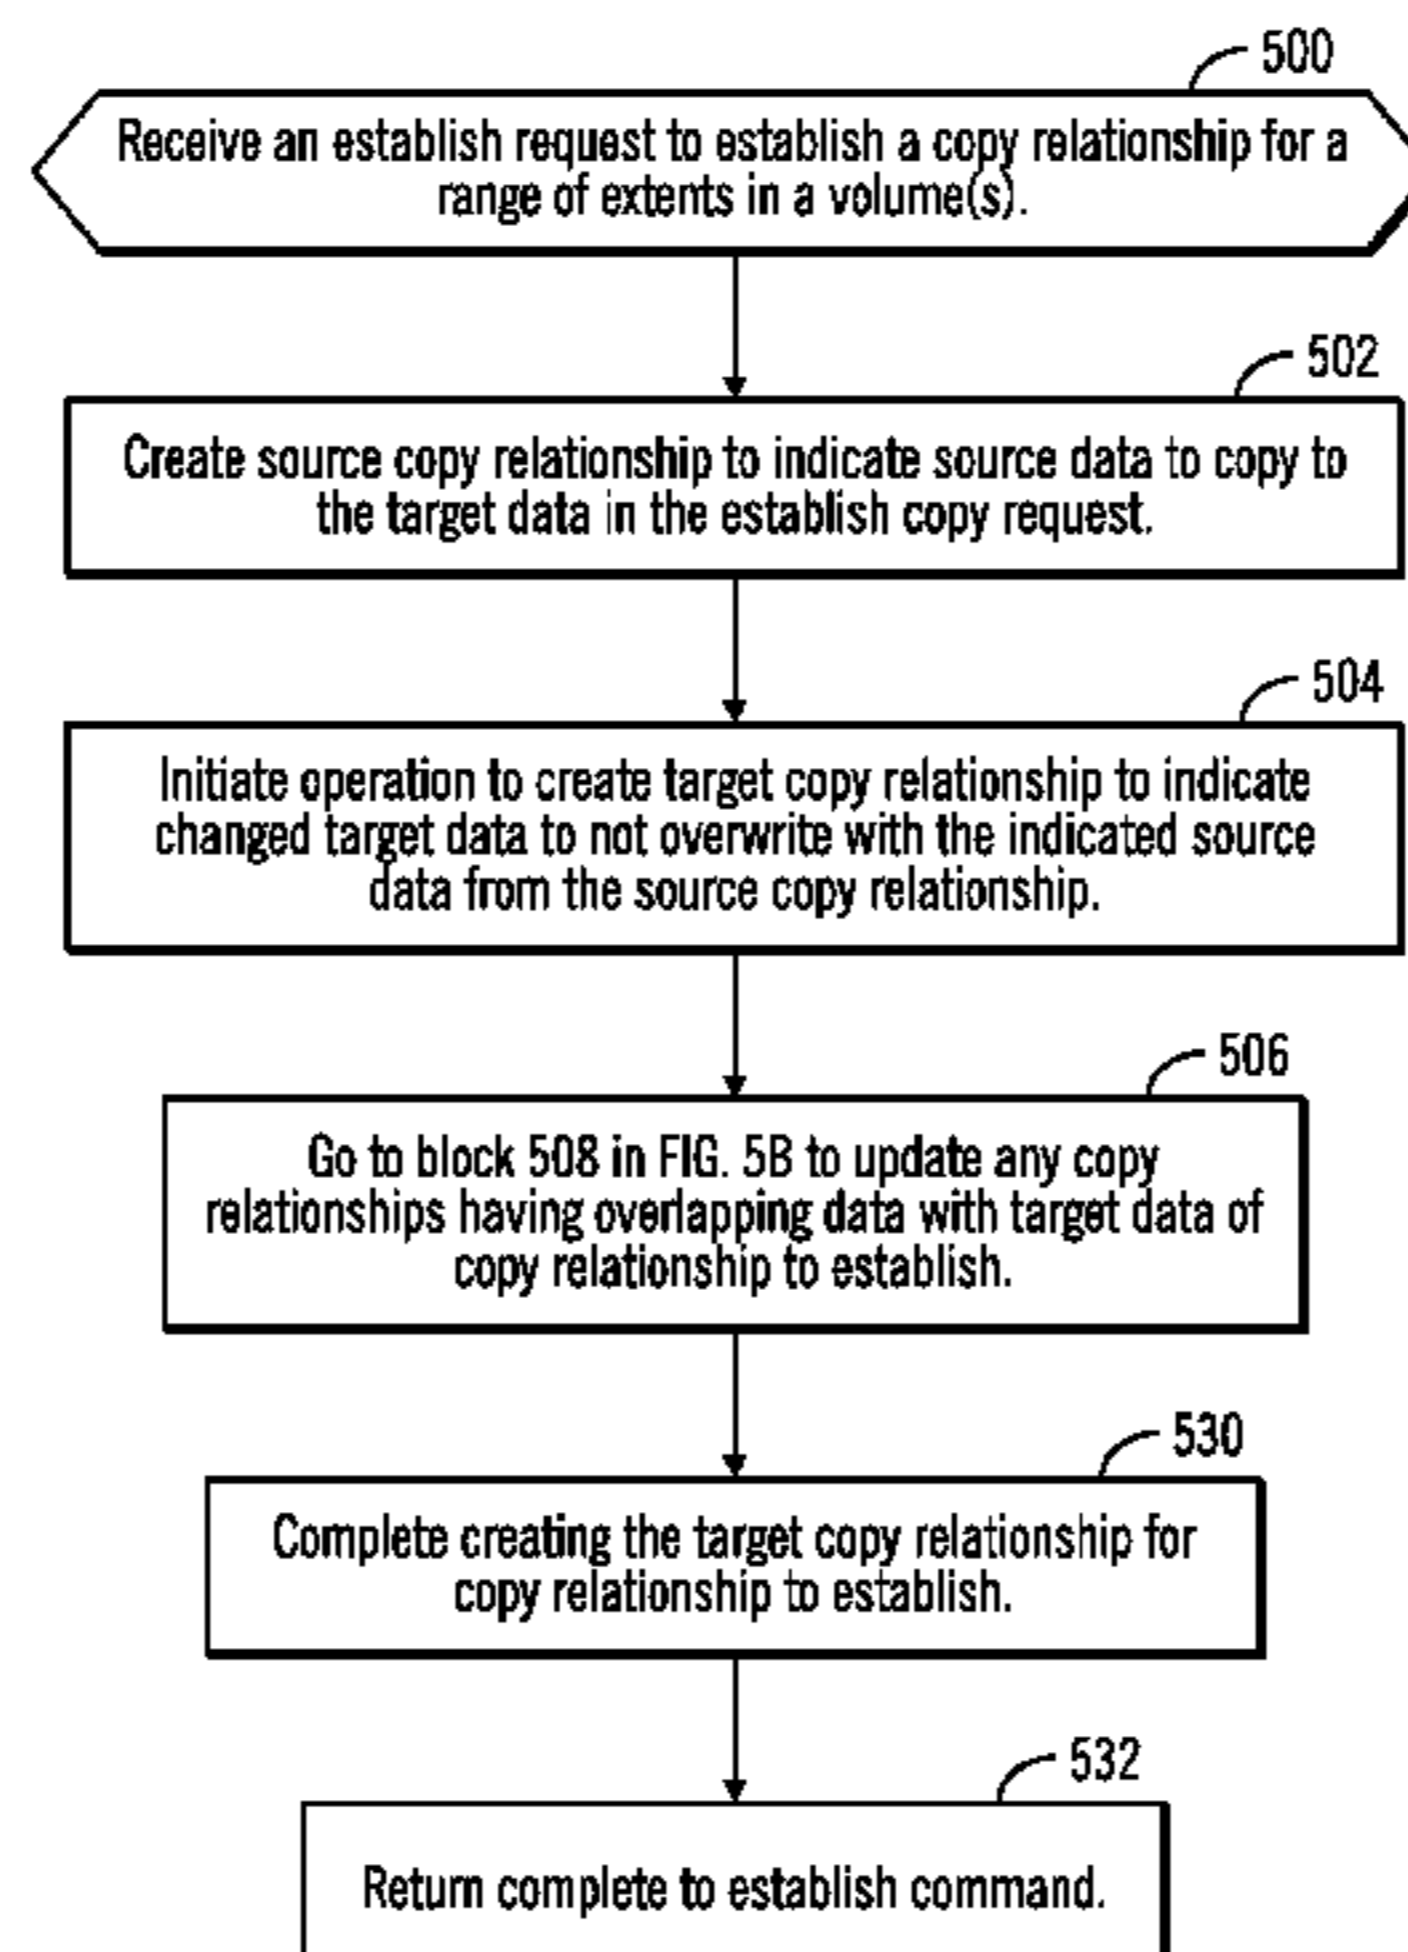 500
Receive an establish request to establish a copy relationship for a
range of extents in a volume(s).
502
Create source copy relationship to indicate source data to copy to
the target data in the establish copy request.
504
Initiate operation to create target copy relationship to indicate
changed target data to not overwrite with the indicated source
data from the source copy relationship.
506
Go to block 508 in FIG. 5B to update any copy
relationships having overlapping data with target data of
copy relationship to establish.
530
Complete creating the target copy relationship for
copy relationship to establish.
532
Return complete to establish command.